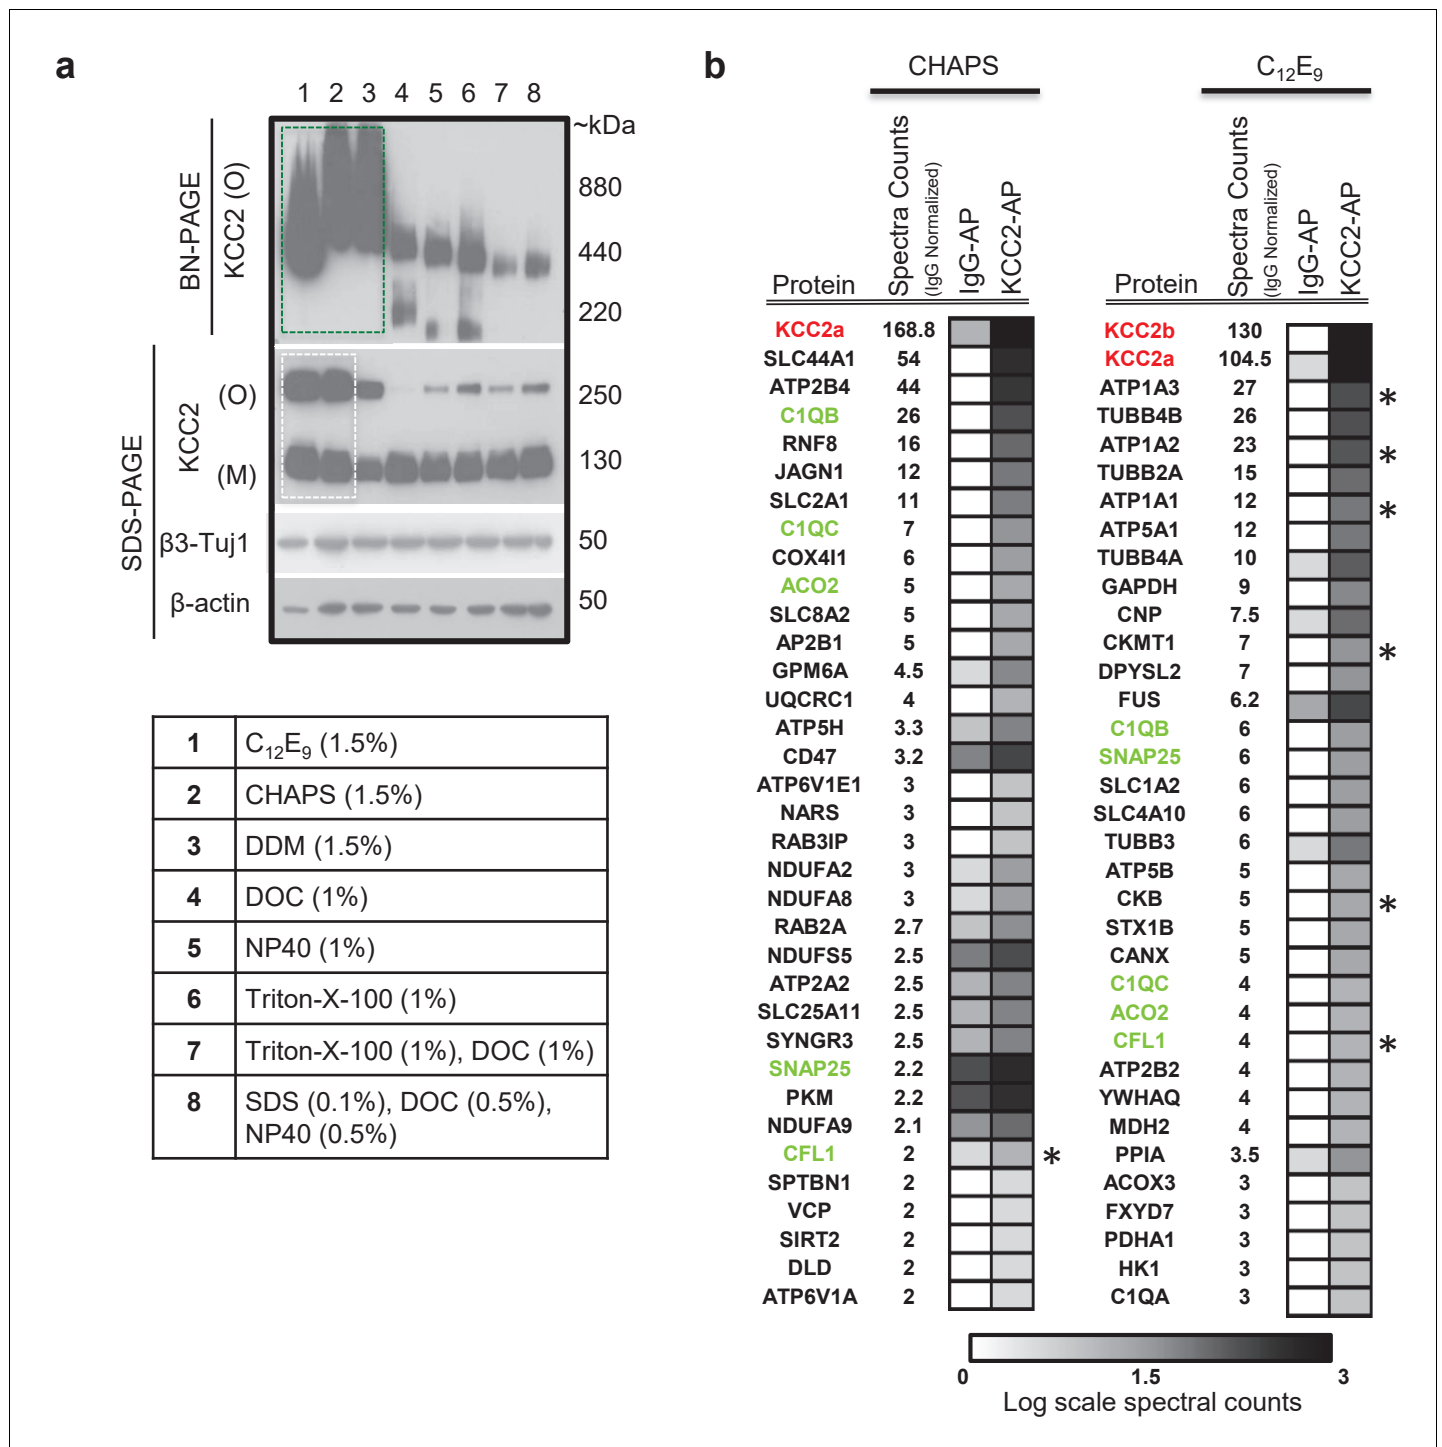 a
1 2 3 4 5 6 7 8
~kDa
BN-PAGE
KCC2 (O)
880
440
220
SDS-PAGE
KCC2
(O)
250
(M)
130
β3-Tuj1
50
β-actin
50
1 C12E9 (1.5%)
2 CHAPS (1.5%)
3 DDM (1.5%)
4 DOC (1%)
5 NP40 (1%)
6 Triton-X-100 (1%)
7 Triton-X-100 (1%), DOC (1%)
8 SDS (0.1%), DOC (0.5%),
NP40 (0.5%)
b
CHAPS
Protein
Spectra Counts
(IgG Normalized)
IgG-AP
KCC2-AP
KCC2a 168.8
SLC44A1 54
ATP2B4 44
C1QB 26
RNF8 16
JAGN1 12
SLC2A1 11
C1QC 7
COX4I1 6
ACO2 5
SLC8A2 5
AP2B1 5
GPM6A 4.5
UQCRC1 4
ATP5H 3.3
CD47 3.2
ATP6V1E1 3
NARS 3
RAB3IP 3
NDUFA2 3
NDUFA8 3
RAB2A 2.7
NDUFS5 2.5
ATP2A2 2.5
SLC25A11 2.5
SYNGR3 2.5
SNAP25 2.2
PKM 2.2
NDUFA9 2.1
CFL1 2 *
SPTBN1 2
VCP 2
SIRT2 2
DLD 2
ATP6V1A 2
C12E9
Protein
Spectra Counts
(IgG Normalized)
IgG-AP
KCC2-AP
KCC2b 130
KCC2a 104.5
ATP1A3 27 *
TUBB4B 26
ATP1A2 23 *
TUBB2A 15
ATP1A1 12 *
ATP5A1 12
TUBB4A 10
GAPDH 9
CNP 7.5
CKMT1 7 *
DPYSL2 7
FUS 6.2
C1QB 6
SNAP25 6
SLC1A2 6
SLC4A10 6
TUBB3 6
ATP5B 5
CKB 5 *
STX1B 5
CANX 5
C1QC 4
ACO2 4
CFL1 4 *
ATP2B2 4
YWHAQ 4
MDH2 4
PPIA 3.5
ACOX3 3
FXYD7 3
PDHA1 3
HK1 3
C1QA 3
0 1.5 3
Log scale spectral counts